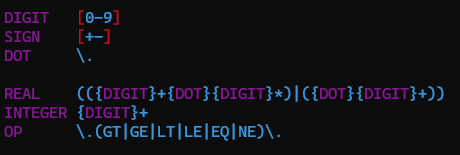 DIGIT [0-9]
SIGN [+-]
DOT \.
REAL (({DIGIT}+{DOT}{DIGIT}*)|({DOT}{DIGIT}+))
INTEGER {DIGIT}+
OP \.(GT|GE|LT|LE|EQ|NE)\.